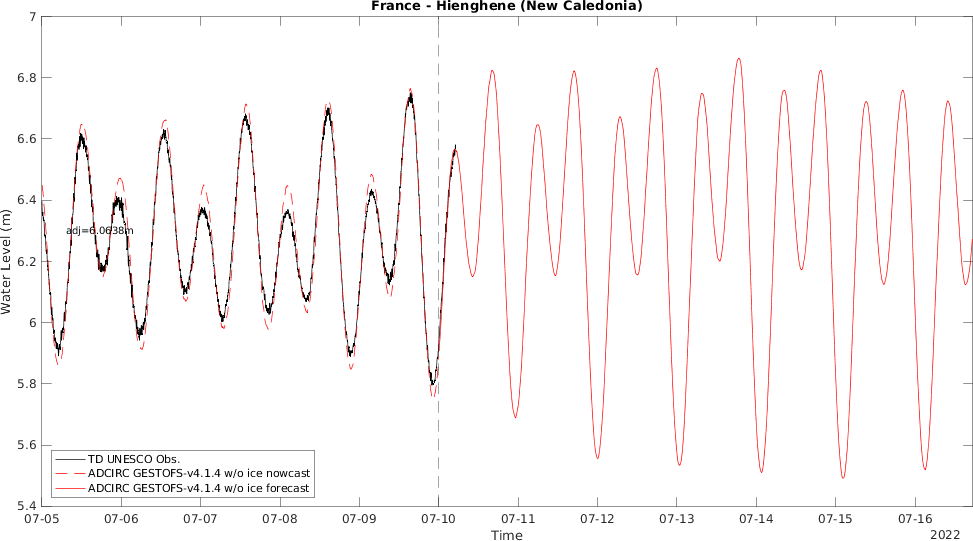 France - Hienghene (New Caledonia)
7
6.8
6.6
6.4
6.2
6
5.8
5.6
5.4
Water Level (m)
adj=6.0638m
TD UNESCO Obs.
ADCIRC GESTOFS-v4.1.4 w/o ice nowcast
ADCIRC GESTOFS-v4.1.4 w/o ice forecast
07-05 07-06 07-07 07-08 07-09 07-10 07-11 07-12 07-13 07-14 07-15 07-16
Time
2022